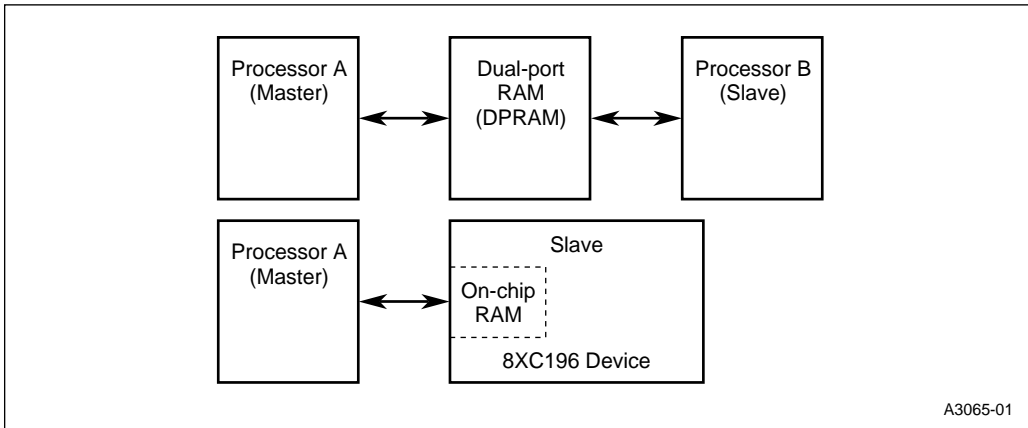 Processor A
(Master)
Dual-port
RAM
(DPRAM)
Processor B
(Slave)
Processor A
(Master)
Slave
On-chip
RAM
8XC196 Device
A3065-01